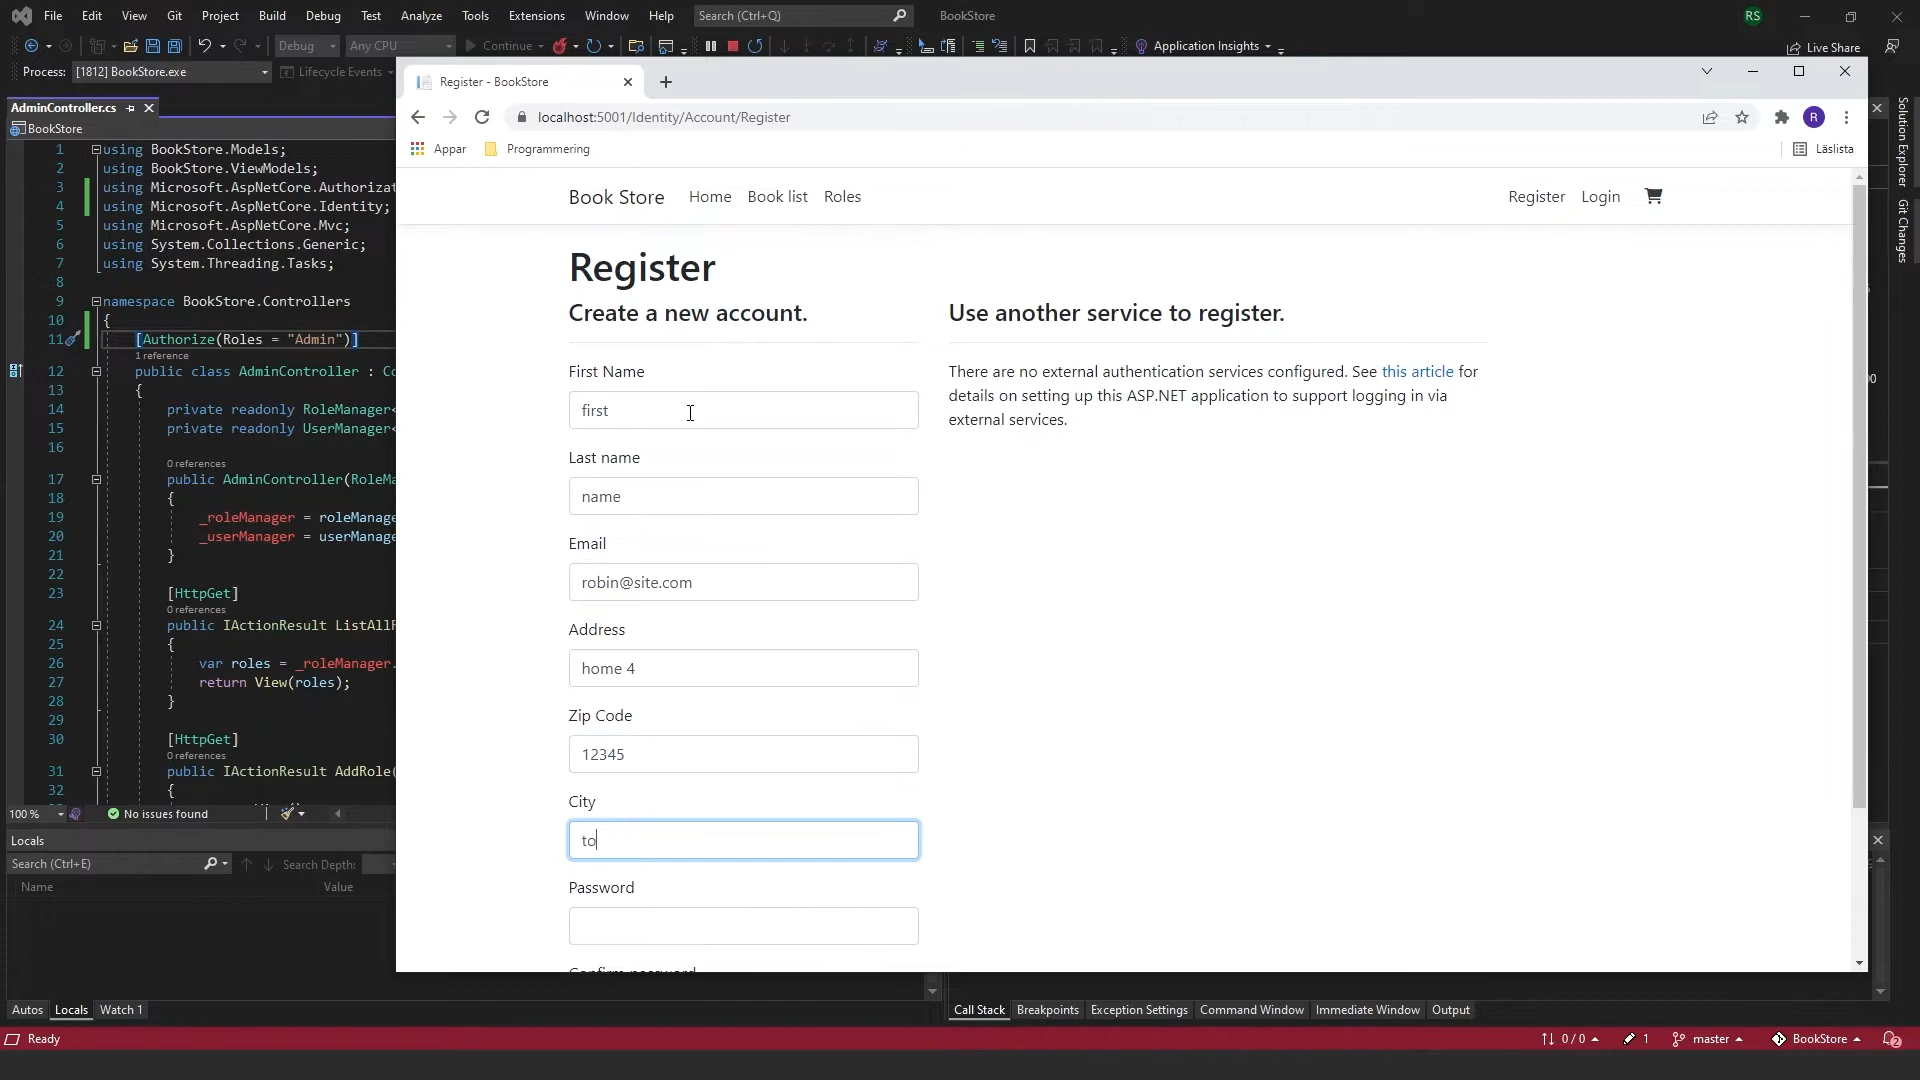 File Edit View Git Project Build Debug Test Analyze Tools Extensions Window Help Search (Ctrl+Q) BookStore RS
Debug Any CPU Continue Application Insights Live Share
Process: [1812] BookStore.exe Lifecycle Events
AdminController.cs
BookStore
1 using BookStore.Models;
2 using BookStore.ViewModels;
3 using Microsoft.AspNetCore.Authorizat
4 using Microsoft.AspNetCore.Identity;
5 using Microsoft.AspNetCore.Mvc;
6 using System.Collections.Generic;
7 using System.Threading.Tasks;
8
9 namespace BookStore.Controllers
10 {
11 [Authorize(Roles = "Admin")]
1 reference
12 public class AdminController : Co
13 {
14 private readonly RoleManager<
15 private readonly UserManager<
16
0 references
17 public AdminController(RoleMa
18 {
19 _roleManager = roleManage
20 _userManager = userManage
21 }
22
23 [HttpGet]
0 references
24 public IActionResult ListAllR
25 {
26 var roles = _roleManager.
27 return View(roles);
28 }
29
30 [HttpGet]
0 references
31 public IActionResult AddRole(
32 {
100 % No issues found
Locals
Search (Ctrl+E) Search Depth:
Name Value
Autos Locals Watch 1
Register - BookStore
localhost:5001/Identity/Account/Register R
Appar Programmering Läslista
Book Store Home Book list Roles Register Login
Register
Create a new account.
First Name
first
Last name
name
Email
robin@site.com
Address
home 4
Zip Code
12345
City
to
Password
Confirm password
Use another service to register.
There are no external authentication services configured. See this article for
details on setting up this ASP.NET application to support logging in via
external services.
Solution Explorer
Git Changes
Call Stack Breakpoints Exception Settings Command Window Immediate Window Output
Ready 0 / 0 1 master BookStore 2